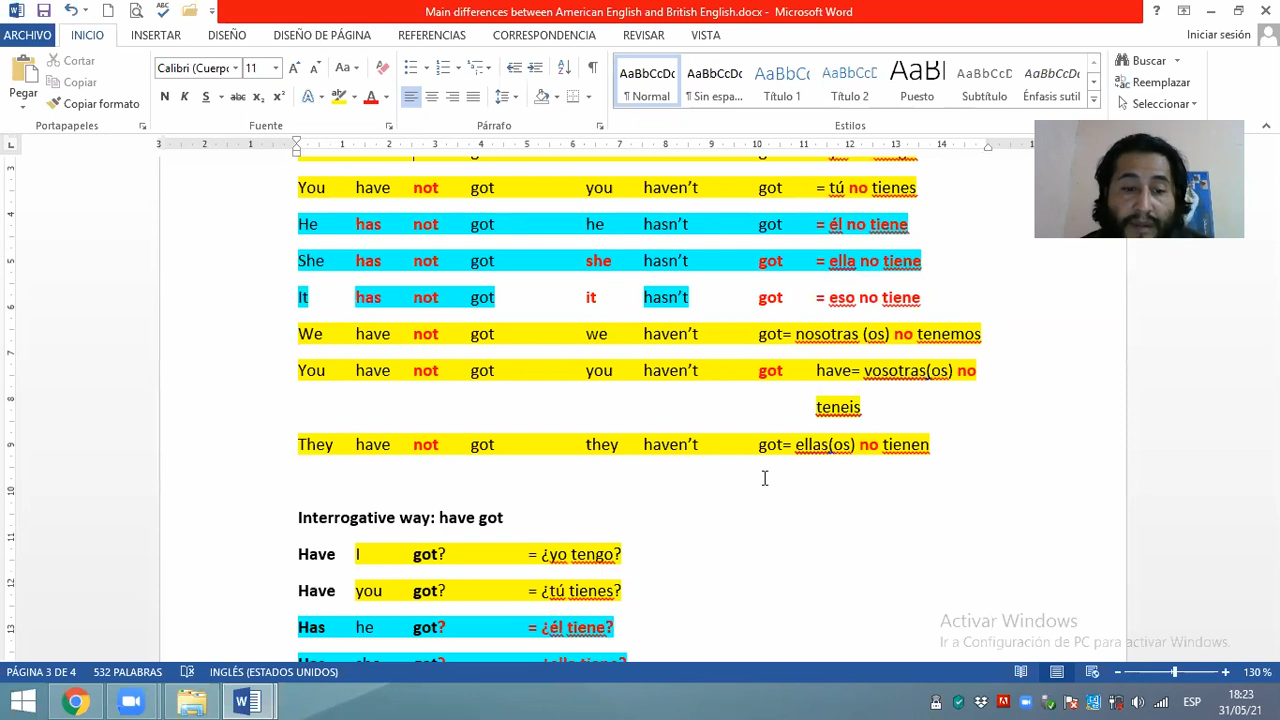 Main differences between American English and British English.docx - Microsoft Word
ARCHIVO INICIO INSERTAR DISEÑO DISEÑO DE PÁGINA REFERENCIAS CORRESPONDENCIA REVISAR VISTA Iniciar sesión
Pegar
Cortar
Copiar
Copiar formato
Portapapeles
Calibri (Cuerpo 11
Fuente
Párrafo
AaBbCcDc AaBbCcDc AaBbCc AaBbCcD AaBl AaBbCcD AaBbCcDc
¶ Normal ¶ Sin espa... Título 1 Título 2 Puesto Subtítulo Énfasis sutil
Estilos
Buscar
Reemplazar
Seleccionar
You have not got you haven’t got = tú no tienes
He has not got he hasn’t got = él no tiene
She has not got she hasn’t got = ella no tiene
It has not got it hasn’t got = eso no tiene
We have not got we haven’t got= nosotras (os) no tenemos
You have not got you haven’t got have= vosotras(os) no
teneis
They have not got they haven’t got= ellas(os) no tienen
Interrogative way: have got
Have I got? = ¿yo tengo?
Have you got? = ¿tú tienes?
Has he got? = ¿él tiene?
Activar Windows
Ir a Configuración de PC para activar Windows.
PÁGINA 3 DE 4 532 PALABRAS INGLÉS (ESTADOS UNIDOS) 130 %
ESP
18:23
31/05/21